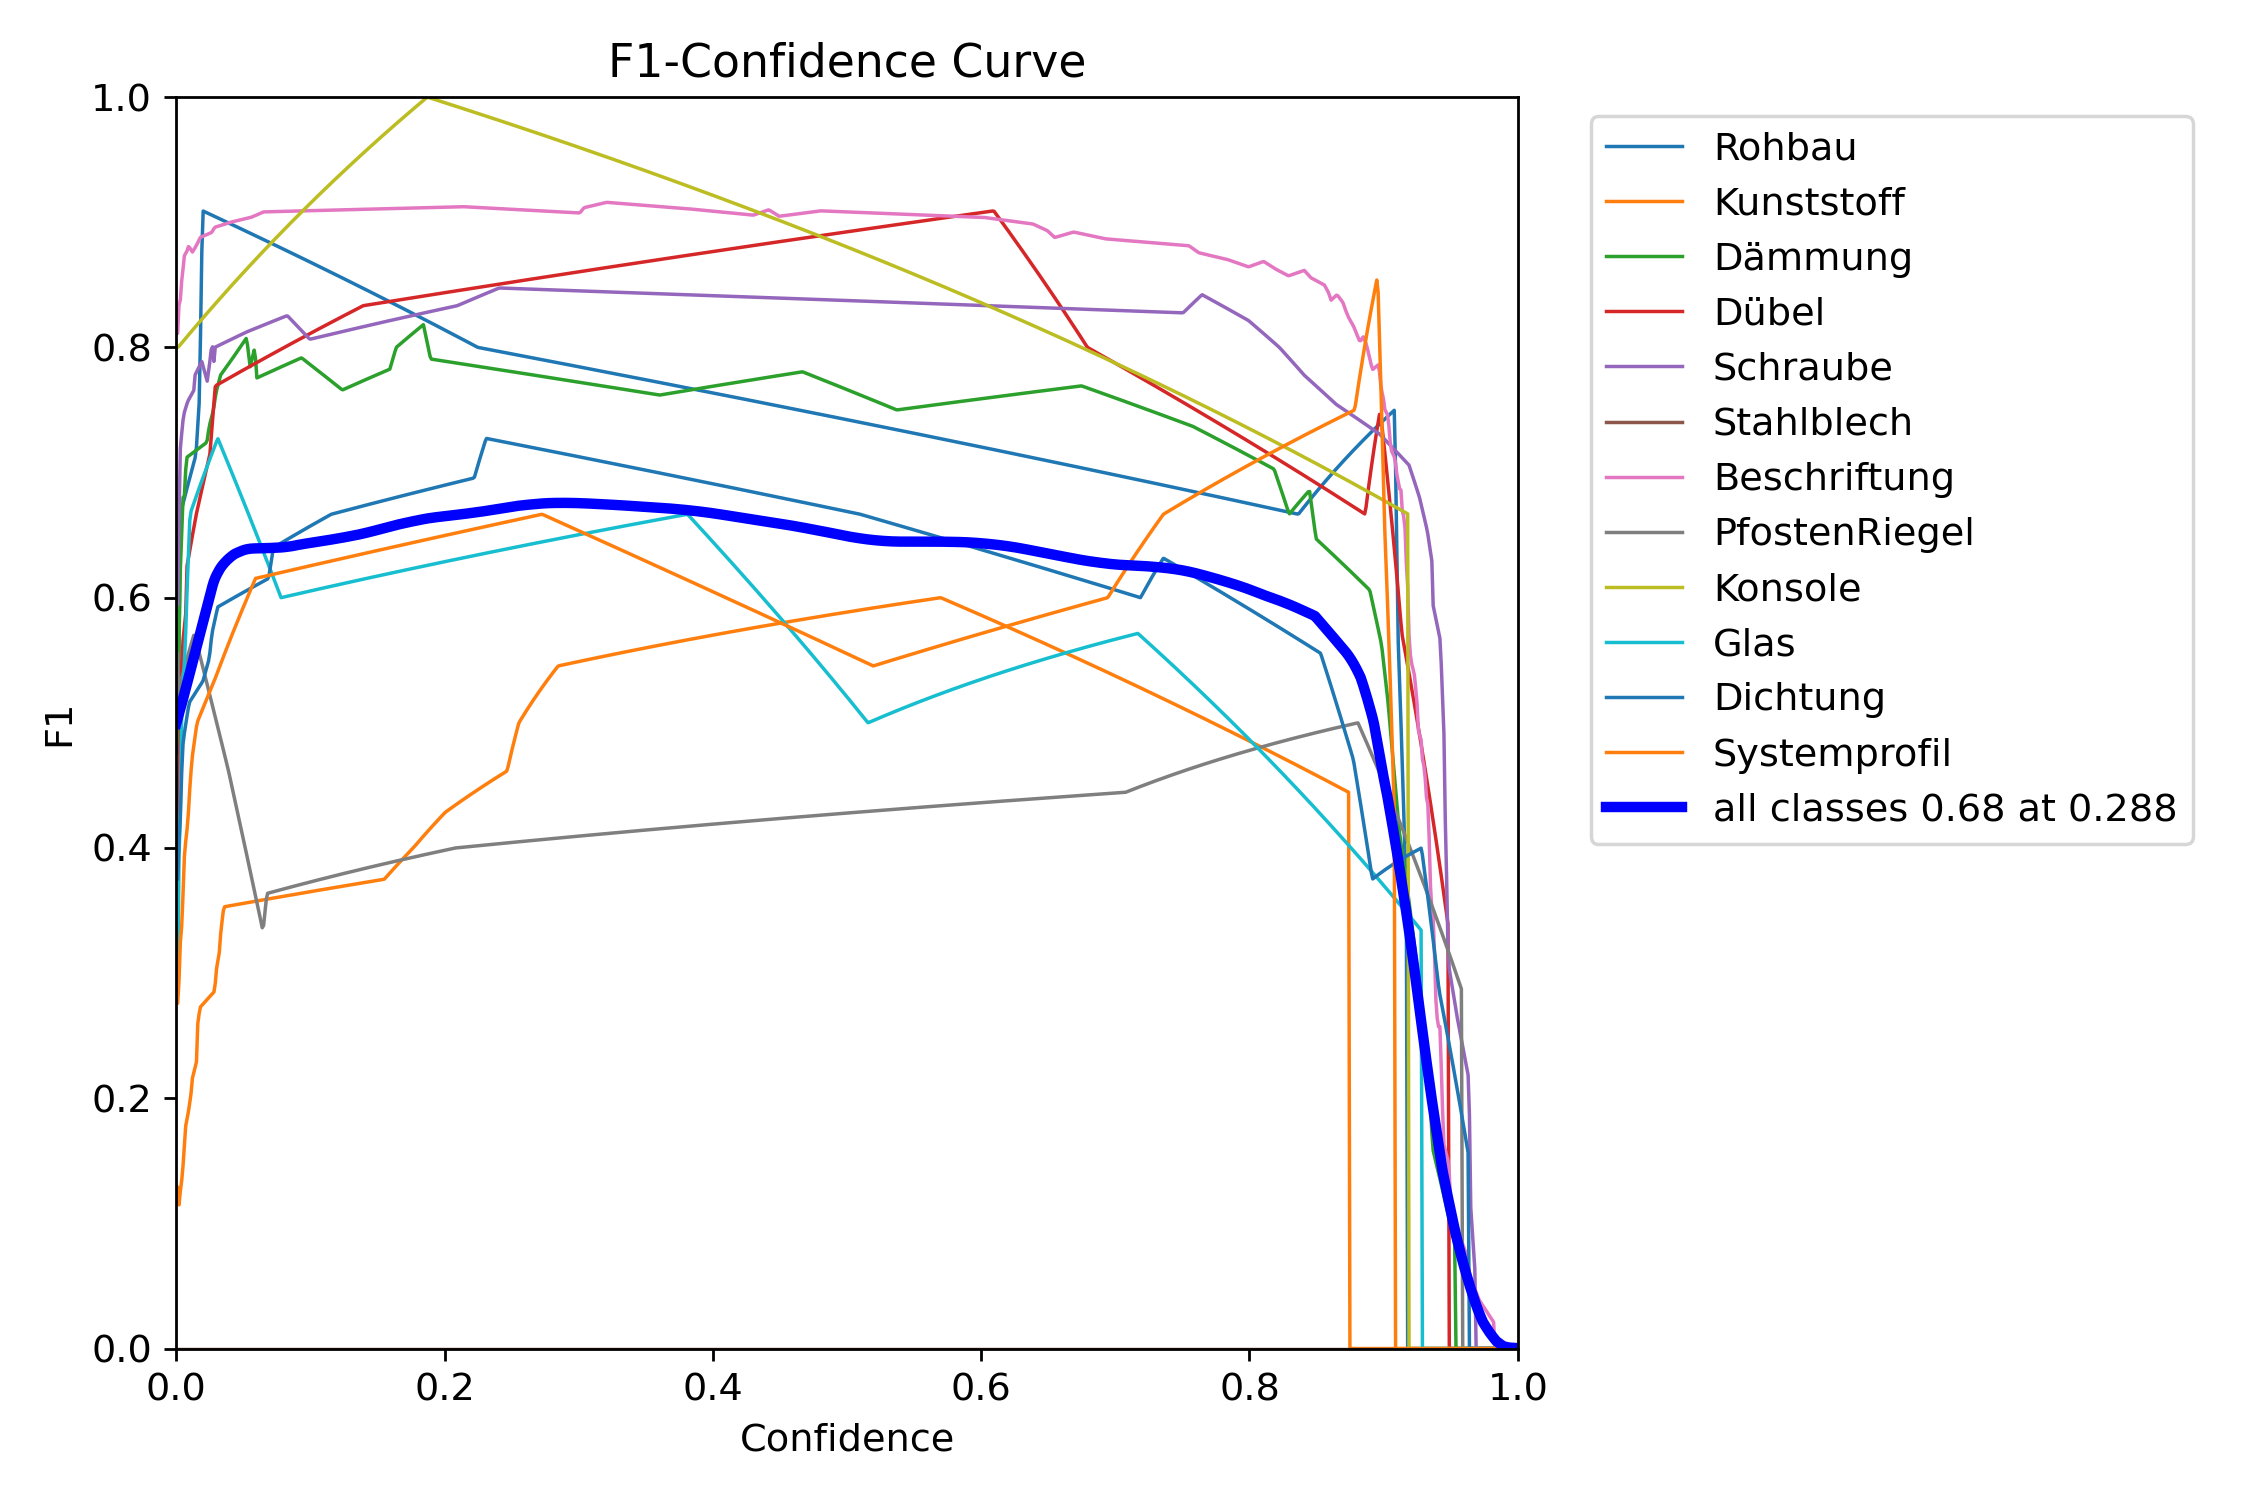 F1-Confidence Curve
1.0
0.8
0.6
0.4
0.2
0.0
F1
0.0 0.2 0.4 0.6 0.8 1.0
Confidence
Rohbau
Kunststoff
Dämmung
Dübel
Schraube
Stahlblech
Beschriftung
PfostenRiegel
Konsole
Glas
Dichtung
Systemprofil
all classes 0.68 at 0.288